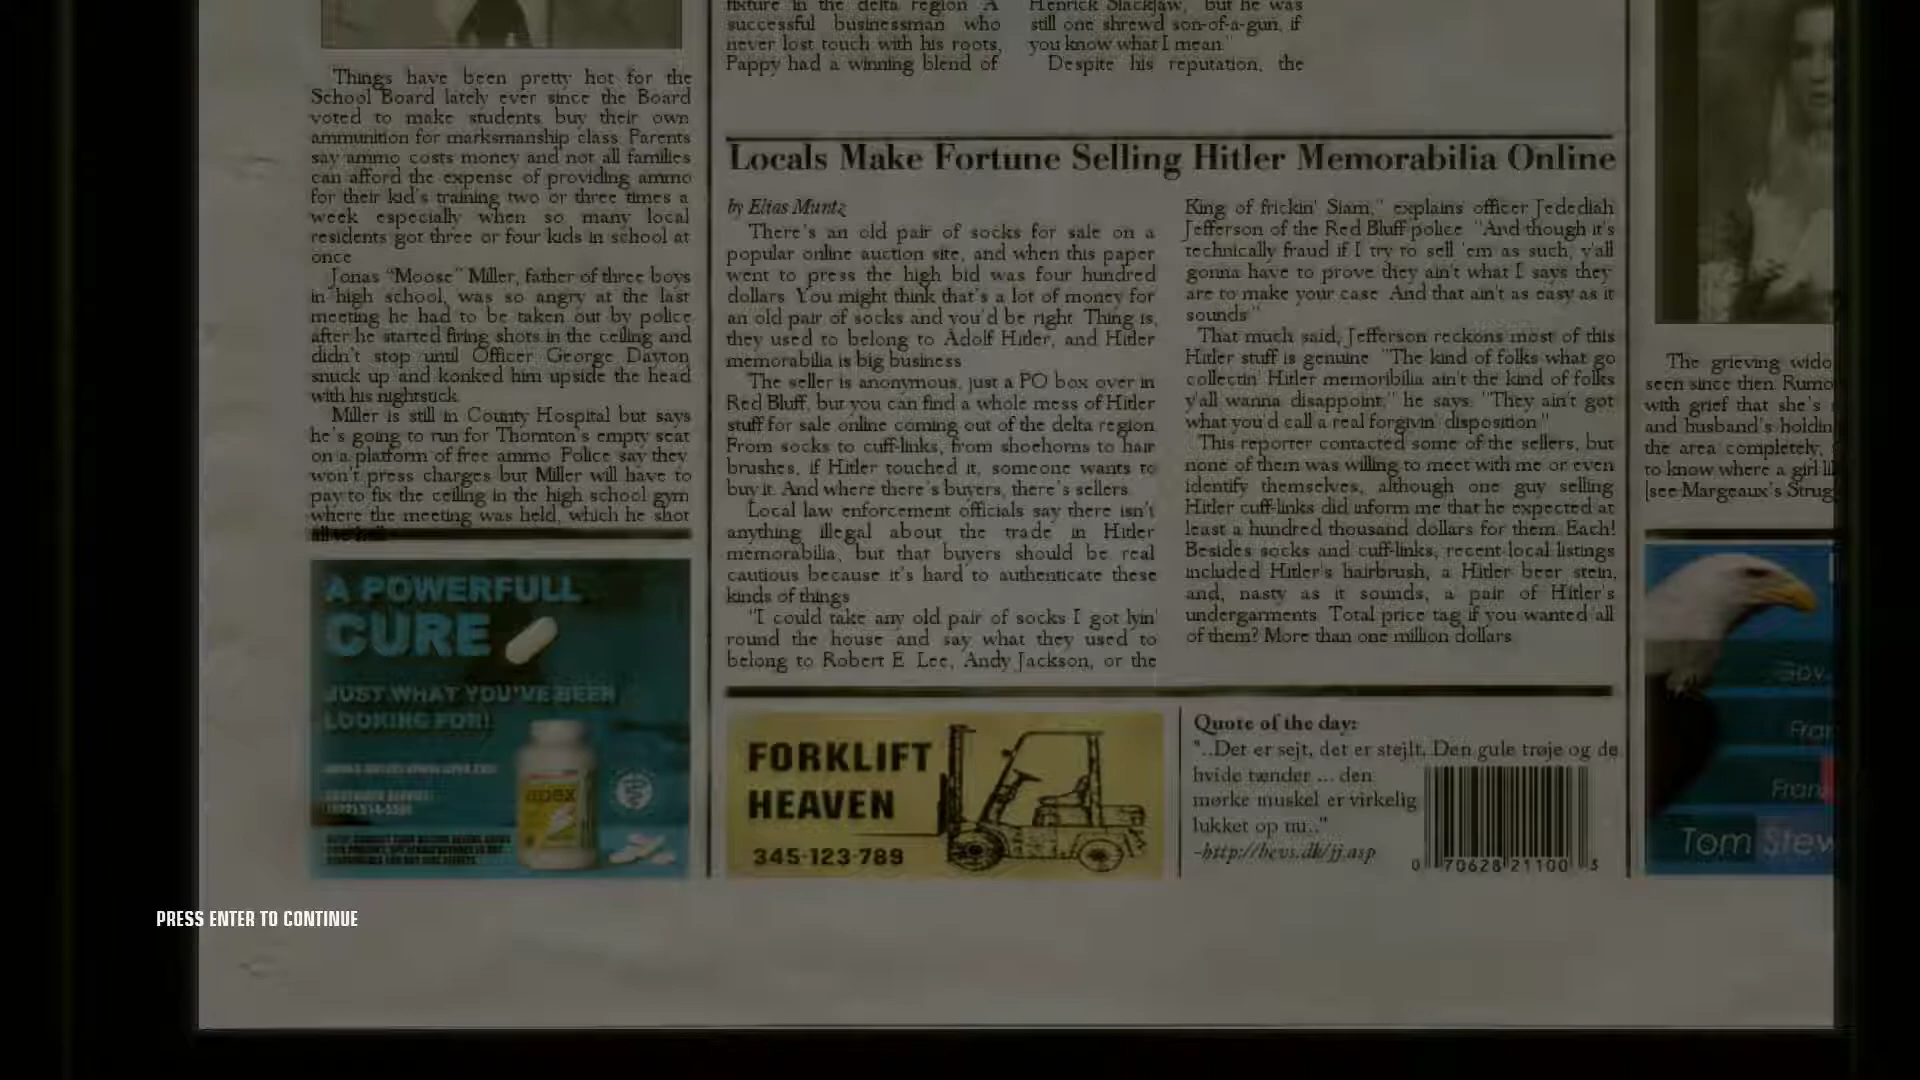 fixture in the delta region A
successful businessman who
never lost touch with his roots,
Pappy had a winning blend of
Henrick Slackjaw, but he was
still one shrewd son-of-a-gun, if
you know what I mean."
Despite his reputation, the
Things have been pretty hot for the
School Board lately ever since the Board
voted to make students buy their own
ammunition for marksmanship class Parents
say ammo costs money and not all families
can afford the expense of providing ammo
for their kid's training two or three times a
week especially when so many local
residents got three or four kids in school at
once
Jonas "Moose" Miller, father of three boys
in high school, was so angry at the last
meeting he had to be taken out by police
after he started firing shots in the ceiling and
didn't stop until Officer George Dayton
snuck up and konked him upside the head
with his nightstick.
Miller is still in County Hospital but says
he's going to run for Thornton's empty seat
on a platform of free ammo Police say they
won't press charges but Miller will have to
pay to fix the ceiling in the high school gym
where the meeting was held, which he shot
Locals Make Fortune Selling Hitler Memorabilia Online
by Elias Muntz
There's an old pair of socks for sale on a
popular online auction site, and when this paper
went to press the high bid was four hundred
dollars You might think that's a lot of money for
an old pair of socks and you'd be right Thing is,
they used to belong to Adolf Hitler, and Hitler
memorabilia is big business
The seller is anonymous, just a PO box over in
Red Bluff, but you can find a whole mess of Hitler
stuff for sale online coming out of the delta region
From socks to cuff-links, from shoehorns to hair
brushes, if Hitler touched it, someone wants to
buy it. And where there's buyers, there's sellers
Local law enforcement officials say there isn't
anything illegal about the trade in Hitler
memorabilia, but that buyers should be real
cautious because it's hard to authenticate these
kinds of things
"I could take any old pair of socks I got lyin'
round the house and say what they used to
belong to Robert E Lee, Andy Jackson, or the
King of frickin' Siam," explains officer Jedediah
Jefferson of the Red Bluff police "And though it's
technically fraud if I try to sell 'em as such, y'all
gonna have to prove they ain't what I says they
are to make your case And that ain't as easy as it
sounds"
That much said, Jefferson reckons most of this
Hitler stuff is genuine "The kind of folks what go
collectin' Hitler memoribilia ain't the kind of folks
y'all wanna disappoint," he says. "They ain't got
what you'd call a real forgivin' disposition"
This reporter contacted some of the sellers, but
none of them was willing to meet with me or even
identify themselves, although one guy selling
Hitler cuff-links did inform me that he expected at
least a hundred thousand dollars for them. Each!
Besides socks and cuff-links, recent local listings
included Hitler's hairbrush, a Hitler beer stein,
and, nasty as it sounds, a pair of Hitler's
undergarments. Total price tag if you wanted all
of them? More than one million dollars
The grieving wido
seen since then. Rumo
with grief that she's
and husband's holdin
the area completely,
to know where a girl li
[see Margeaux's Strug
A POWERFULL
CURE
JUST WHAT YOU'VE BEEN
LOOKING FOR!
apex
FORKLIFT
HEAVEN
345-123-789
Quote of the day:
"..Det er sejt, det er stejlt. Den gule trøje og de
hvide tænder ... den
mørke muskel er virkelig
lukket op nu.."
-http://hevs.dk/jj.asp
0 70628 21100 3
Gov.
Fran
Fran
Tom Stew
PRESS ENTER TO CONTINUE